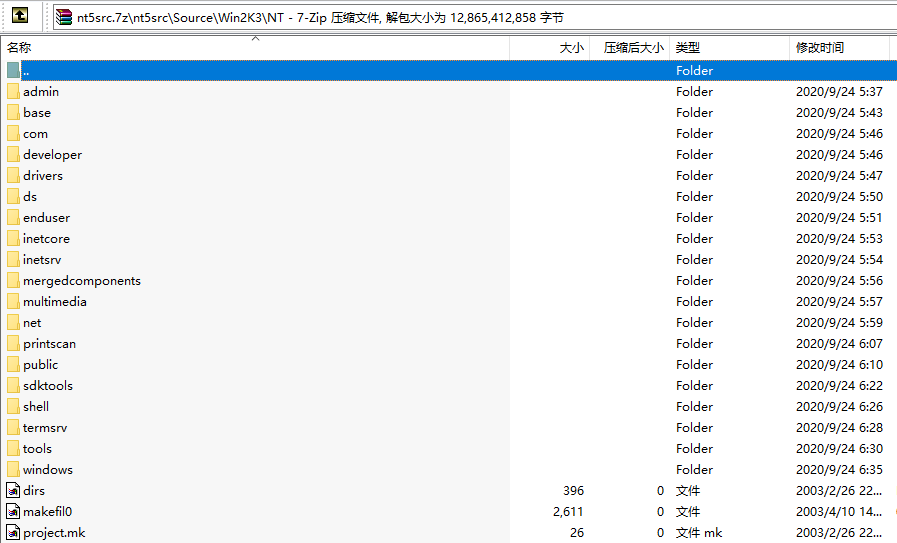 nt5src.7z\nt5src\Source\Win2K3\NT - 7-Zip 压缩文件, 解包大小为 12,865,412,858 字节
名称 大小 压缩后大小 类型 修改时间
.. Folder
admin Folder 2020/9/24 5:37
base Folder 2020/9/24 5:43
com Folder 2020/9/24 5:46
developer Folder 2020/9/24 5:46
drivers Folder 2020/9/24 5:47
ds Folder 2020/9/24 5:50
enduser Folder 2020/9/24 5:51
inetcore Folder 2020/9/24 5:53
inetsrv Folder 2020/9/24 5:54
mergedcomponents Folder 2020/9/24 5:56
multimedia Folder 2020/9/24 5:57
net Folder 2020/9/24 5:59
printscan Folder 2020/9/24 6:07
public Folder 2020/9/24 6:10
sdktools Folder 2020/9/24 6:22
shell Folder 2020/9/24 6:26
termsrv Folder 2020/9/24 6:28
tools Folder 2020/9/24 6:30
windows Folder 2020/9/24 6:35
dirs 396 0 文件 2003/2/26 22...
makefil0 2,611 0 文件 2003/4/10 14...
project.mk 26 0 文件 mk 2003/2/26 22...